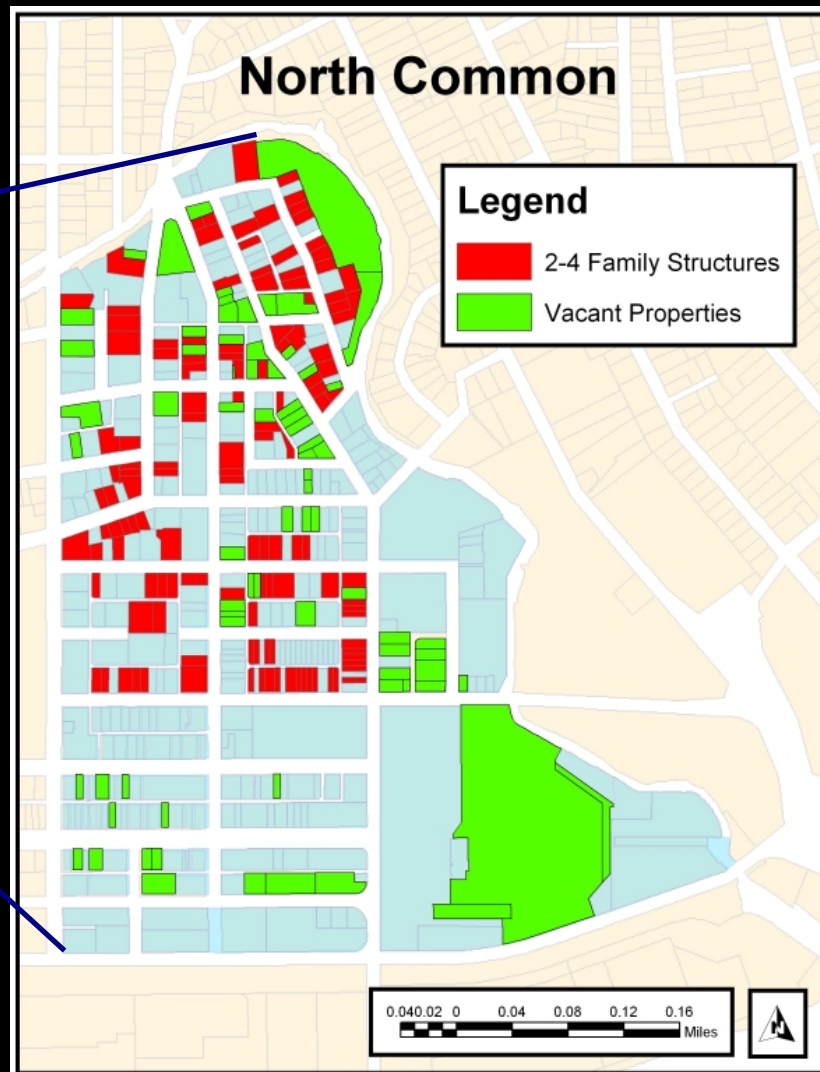 North Common
Legend
2-4 Family Structures
Vacant Properties
0.040.02 0 0.04 0.08 0.12 0.16
Miles
N